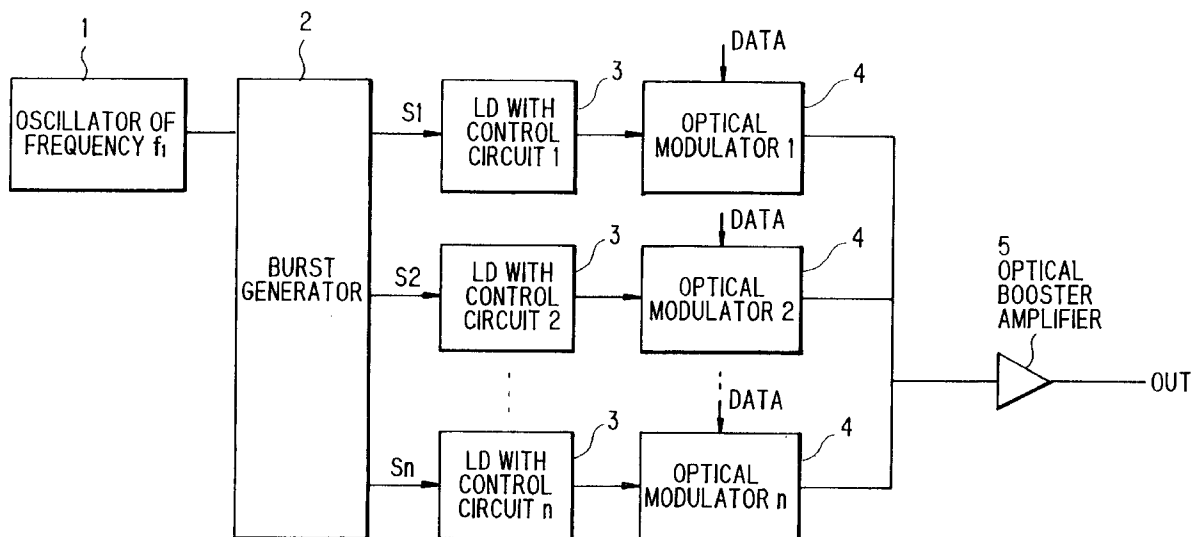 1
OSCILLATOR OF
FREQUENCY f1
2
BURST
GENERATOR
S1
3
LD WITH
CONTROL
CIRCUIT 1
DATA
4
OPTICAL
MODULATOR 1
S2
3
LD WITH
CONTROL
CIRCUIT 2
DATA
4
OPTICAL
MODULATOR 2
Sn
3
LD WITH
CONTROL
CIRCUIT n
DATA
4
OPTICAL
MODULATOR n
5
OPTICAL
BOOSTER
AMPLIFIER
OUT